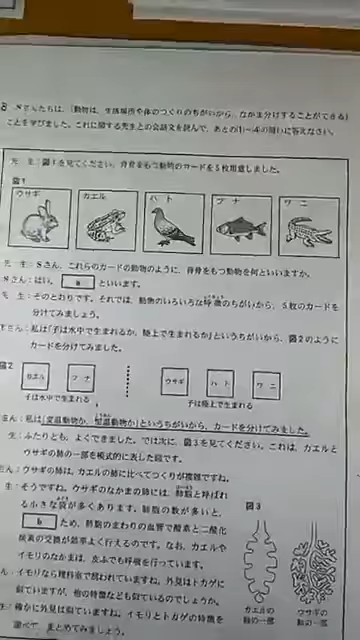 8 Sさんたちは、「動物は、生活場所や体のつくりのちがいから、なかま分けすることができる」
ことを学びました。これに関する先生との会話文を読んで、あとの(1)~(4)の問いに答えなさい。
先 生:図1を見てください。背骨をもつ動物のカードを5枚用意しました。
図1
ウサギ カエル ハト フナ ワニ
先 生:Sさん、これらのカードの動物のように、背骨をもつ動物を何といいますか。
Sさん:はい。 a といいます。
先 生:そのとおりです。それでは、動物のいろいろな特徴のちがいから、5枚のカードを
分けてみましょう。
Tさん:私は「子は水中で生まれるか、陸上で生まれるか」というちがいから、図2のように
カードを分けてみました。
図2
カエル フナ ウサギ ハト ワニ
子は水中で生まれる 子は陸上で生まれる
さん:私は「変温動物か、恒温動物か」というちがいから、カードを分けてみました。
生:ふたりとも、よくできました。では次に、図3を見てください。これは、カエルと
ウサギの肺の一部を模式的に表した図です。
さん:ウサギの肺は、カエルの肺に比べてつくりが複雑ですね。
生:そうですね。ウサギのなかまの肺には、肺胞と呼ばれ
る小さな袋が多くあります。肺胞の数が多いと、
b ため、肺胞のまわりの血管で酸素と二酸化
炭素の交換が効率よく行えるのです。なお、カエルや
イモリのなかまは、皮ふでも呼吸を行っています。
さん:イモリなら理科室で飼われていますね。外見はトカゲに
似ていますが、他の特徴なども似ているのでしょうか。
生:確かに外見は似ていますね。イモリとトカゲの特徴を
調べて、まとめてみましょう。
図3
カエルの
肺の一部
ウサギの
肺の一部